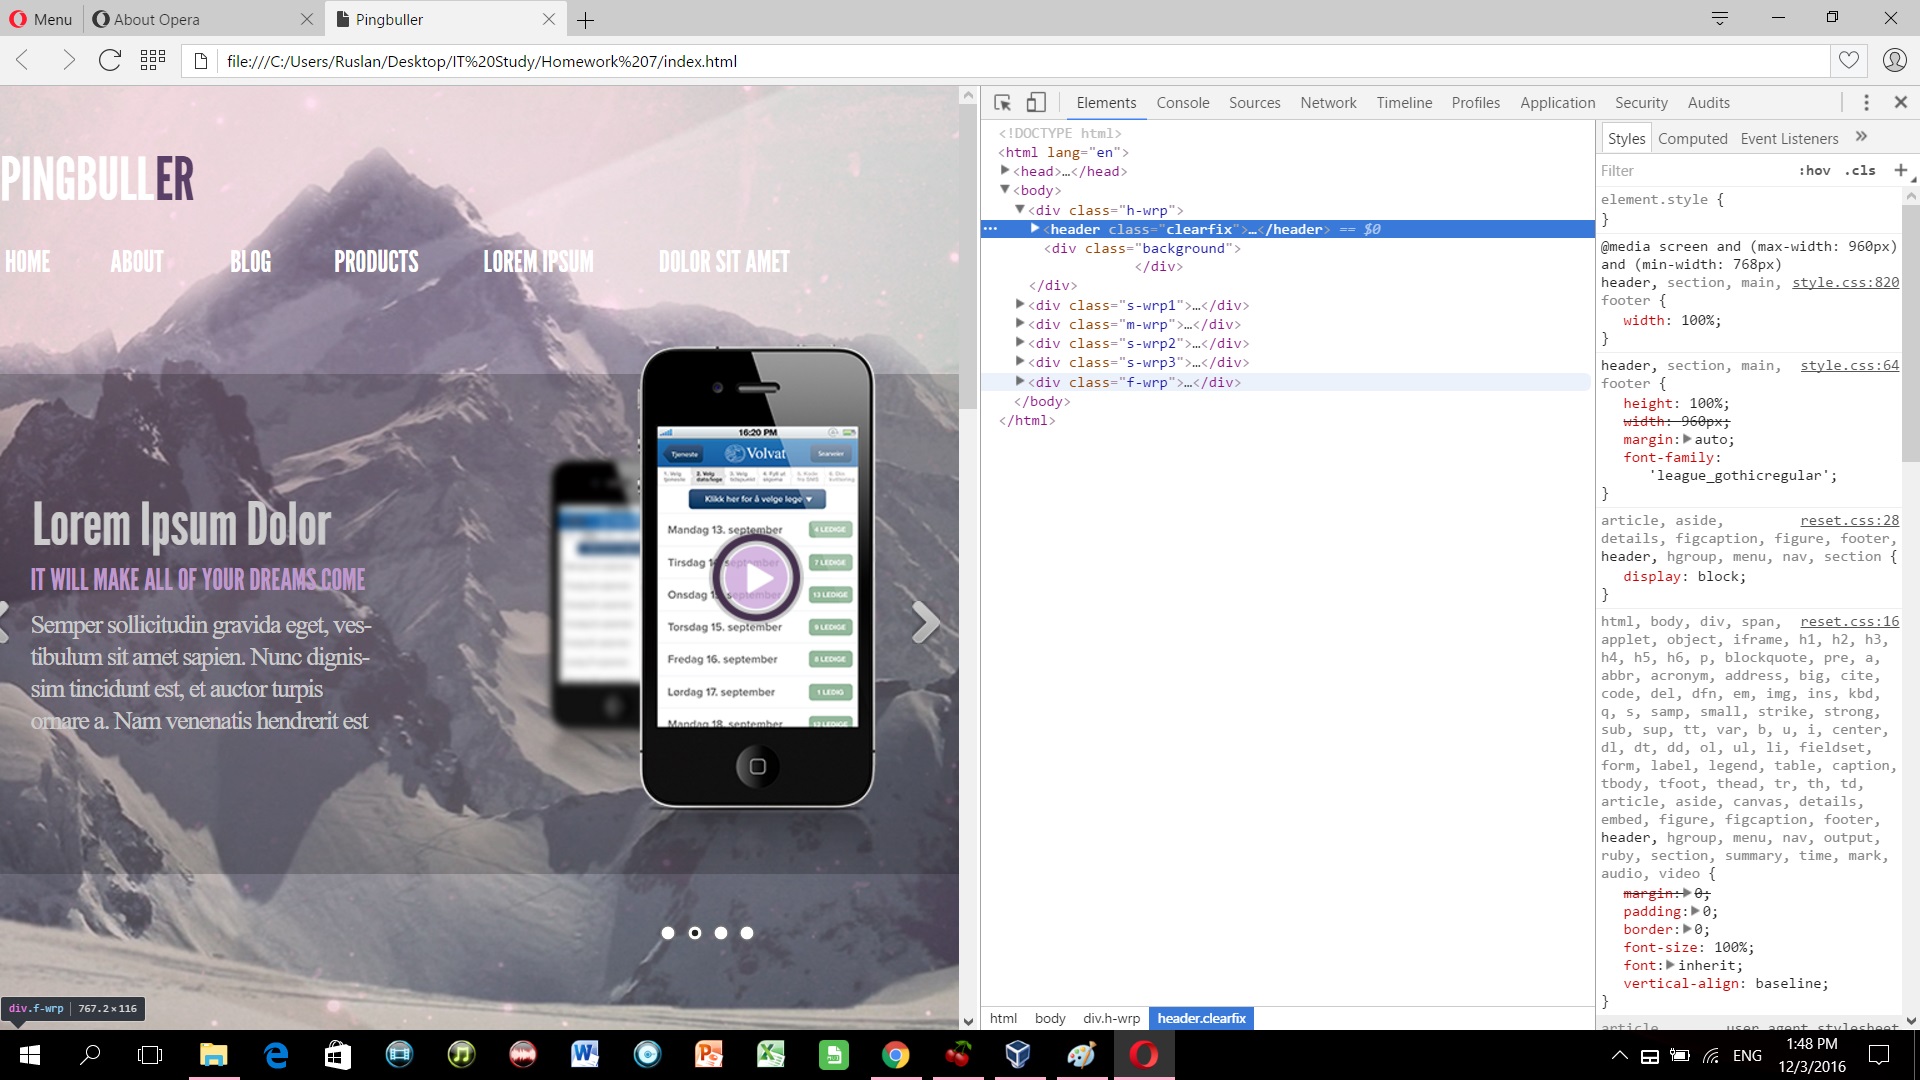 Menu
About Opera
Pingbuller
file:///C:/Users/Ruslan/Desktop/IT%20Study/Homework%207/index.html
PINGBULLER
HOME ABOUT BLOG PRODUCTS LOREM IPSUM DOLOR SIT AMET
16:20 PM
Tjeneste Volvat
Klikk her for å velge lege
Mandag 13. september 4 LEDIGE
Tirsdag 7 LEDIGE
Onsdag 13 LEDIGE
Torsdag 15. september 9 LEDIGE
Fredag 16. september
Lørdag 17. september 1 LEDIG
Mandag 18. september 12 LEDIGE
Lorem Ipsum Dolor
IT WILL MAKE ALL OF YOUR DREAMS COME
Semper sollicitudin gravida eget, ves-
tibulum sit amet sapien. Nunc dignis-
sim tincidunt est, et auctor turpis
ornare a. Nam venenatis hendrerit est
div.f-wrp 767.2×116
Elements Console Sources Network Timeline Profiles Application Security Audits
<!DOCTYPE html>
<html lang="en">
<head>…</head>
<body>
<div class="h-wrp">
<header class="clearfix">…</header> == $0
<div class="background">
</div>
</div>
<div class="s-wrp1">…</div>
<div class="m-wrp">…</div>
<div class="s-wrp2">…</div>
<div class="s-wrp3">…</div>
<div class="f-wrp">…</div>
</body>
</html>
html body div.h-wrp header.clearfix
Styles Computed Event Listeners »
Filter :hov .cls +
element.style {
}
@media screen and (max-width: 960px)
and (min-width: 768px)
header, section, main, style.css:820
footer {
width: 100%;
}
header, section, main, style.css:64
footer {
height: 100%;
width: 960px;
margin: auto;
font-family:
'league_gothicregular';
}
article, aside, reset.css:28
details, figcaption, figure, footer,
header, hgroup, menu, nav, section {
display: block;
}
html, body, div, span, reset.css:16
applet, object, iframe, h1, h2, h3,
h4, h5, h6, p, blockquote, pre, a,
abbr, acronym, address, big, cite,
code, del, dfn, em, img, ins, kbd,
q, s, samp, small, strike, strong,
sub, sup, tt, var, b, u, i, center,
dl, dt, dd, ol, ul, li, fieldset,
form, label, legend, table, caption,
tbody, tfoot, thead, tr, th, td,
article, aside, canvas, details,
embed, figure, figcaption, footer,
header, hgroup, menu, nav, output,
ruby, section, summary, time, mark,
audio, video {
margin: 0;
padding: 0;
border: 0;
font-size: 100%;
font: inherit;
vertical-align: baseline;
}
article, user agent stylesheet
ENG
1:48 PM
12/3/2016